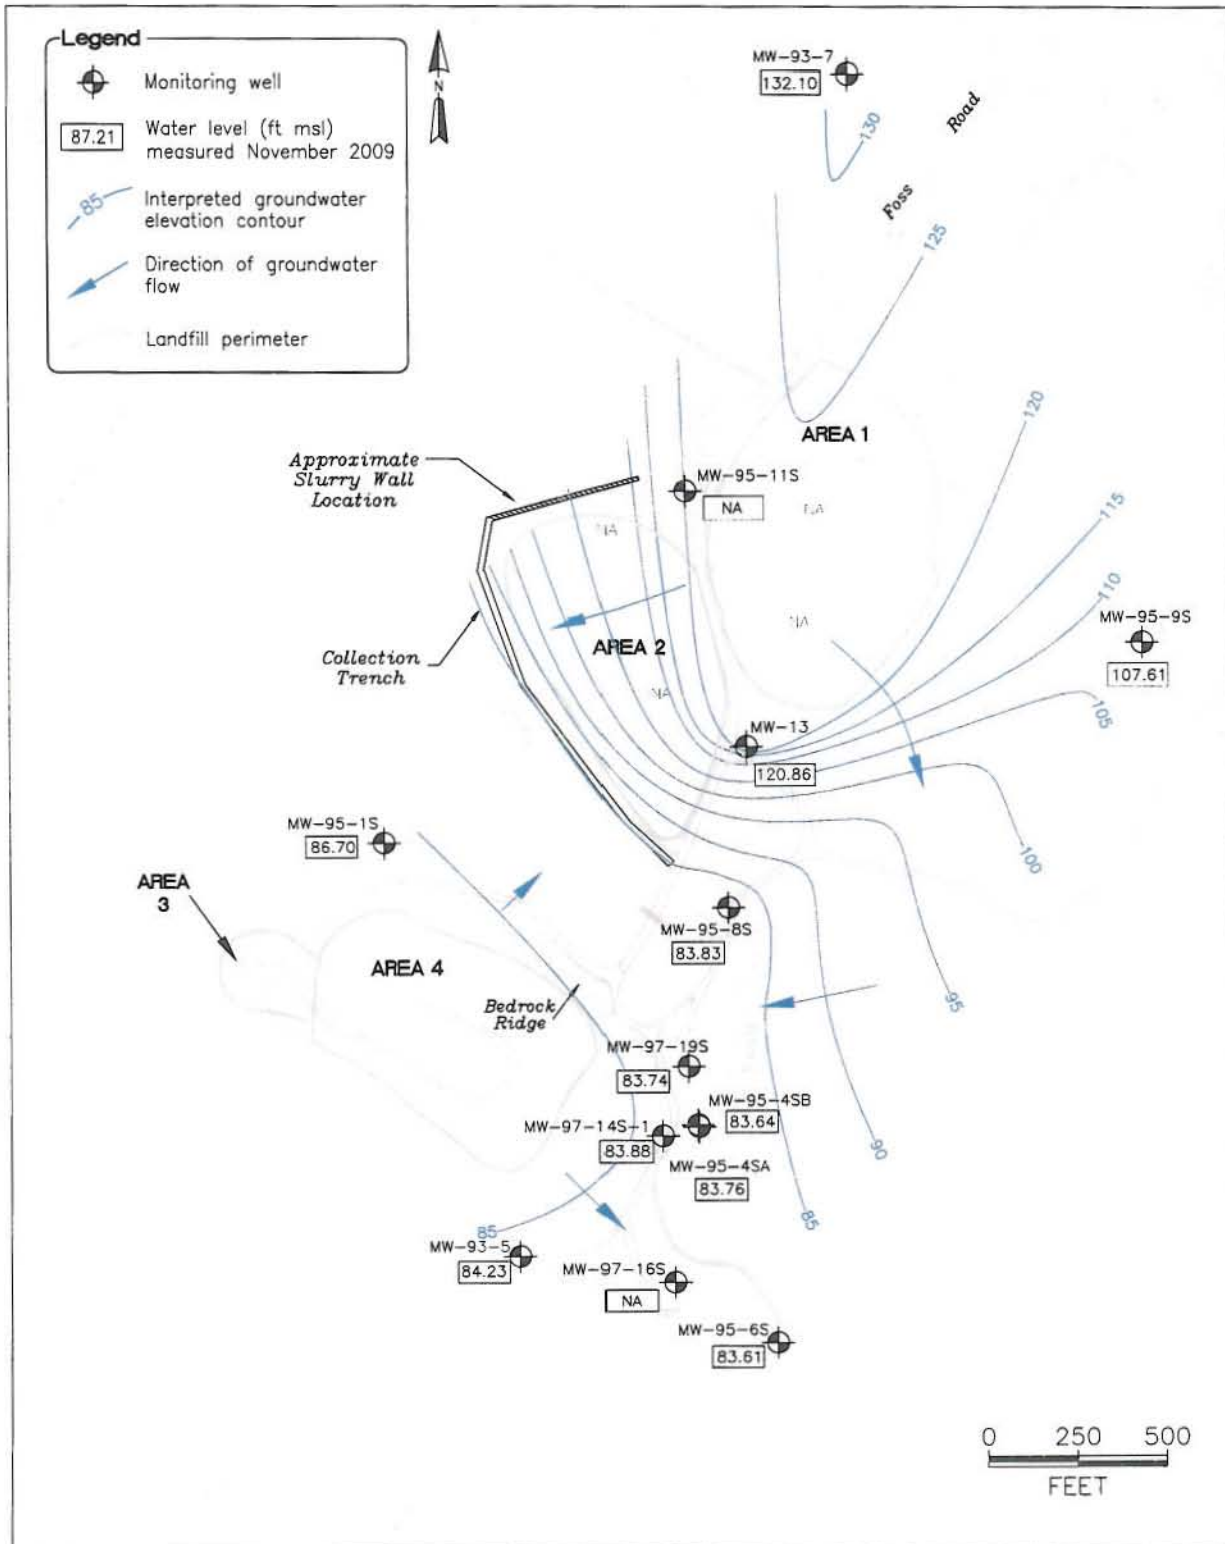 Legend
Monitoring well
87.21
Water level (ft msl)
measured November 2009
85
Interpreted groundwater
elevation contour
Direction of groundwater
flow
Landfill perimeter
N
MW-93-7
132.10
130
Road
Foss
125
120
115
110
105
100
95
90
85
AREA 1
Approximate
Slurry Wall
Location
MW-95-11S
NA
NA
NA
NA
NA
MW-95-9S
107.61
Collection
Trench
AREA 2
MW-13
120.86
MW-95-1S
86.70
AREA
3
AREA 4
MW-95-8S
83.83
Bedrock
Ridge
MW-97-19S
83.74
MW-95-4SB
83.64
MW-97-14S-1
83.88
MW-95-4SA
83.76
85
MW-93-5
84.23
MW-97-16S
NA
MW-95-6S
83.61
0 250 500
FEET